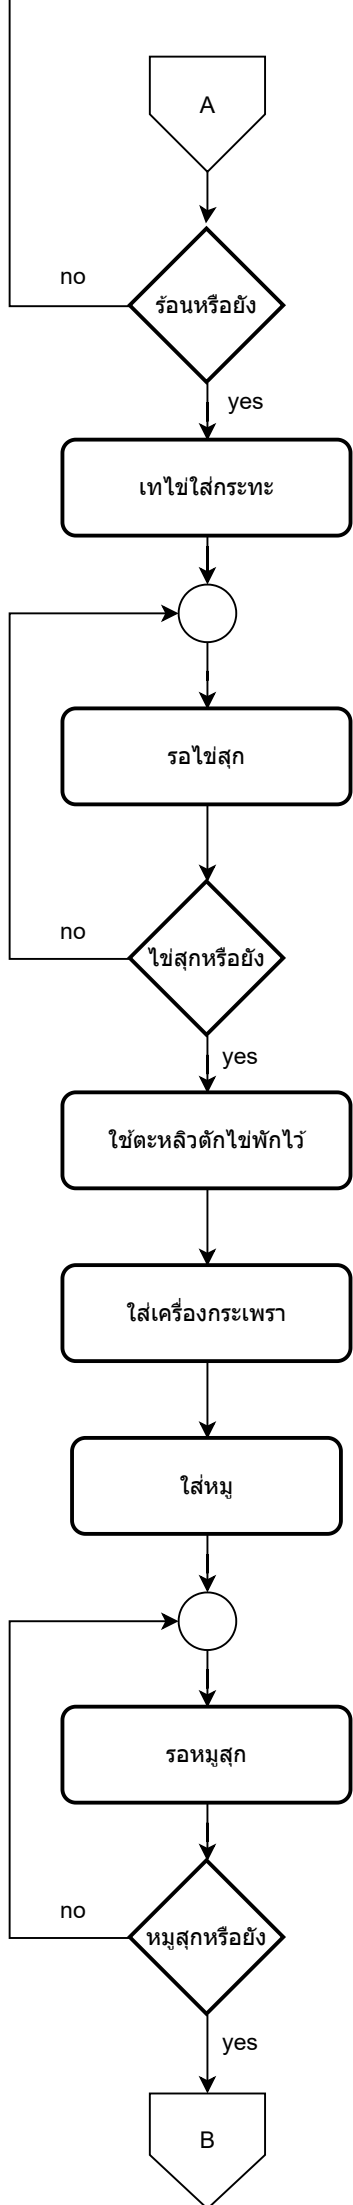 A
no
ร้อนหรือยัง
yes
เทไข่ใส่กระทะ
รอไข่สุก
no
ไข่สุกหรือยัง
yes
ใช้ตะหลิวตักไข่พักไว้
ใส่เครื่องกระเพรา
ใส่หมู
รอหมูสุก
no
หมูสุกหรือยัง
yes
B